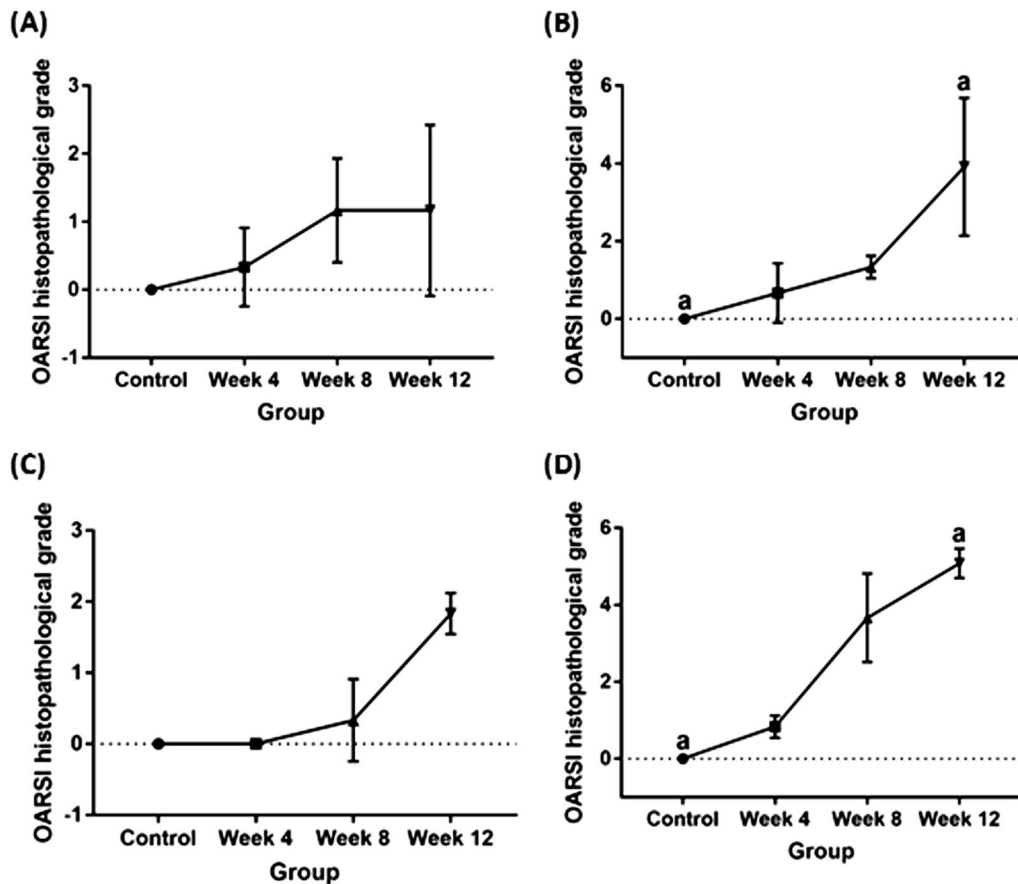 (A)
OARSI histopathological grade
3
2
1
0
-1
Control Week 4 Week 8 Week 12
Group
(B)
OARSI histopathological grade
6
4
2
0
a
a
Control Week 4 Week 8 Week 12
Group
(C)
OARSI histopathological grade
3
2
1
0
-1
Control Week 4 Week 8 Week 12
Group
(D)
OARSI histopathological grade
6
4
2
0
a
a
Control Week 4 Week 8 Week 12
Group